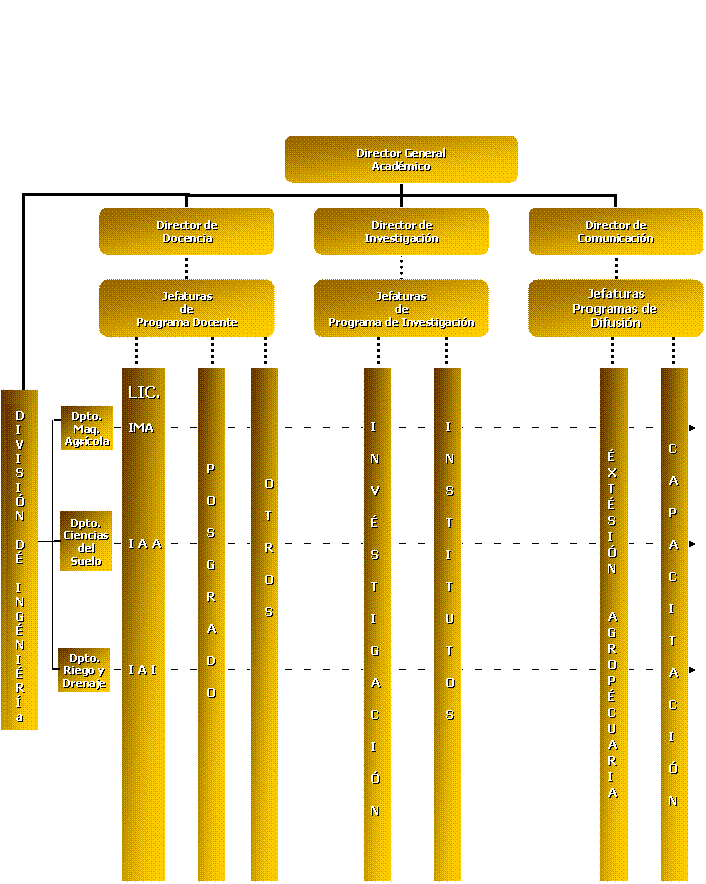 Director General
Académico
Director de
Docencia
Director de
Investigación
Director de
Comunicación
Jefaturas
de
Programa Docente
Jefaturas
de
Programa de Investigación
Jefaturas
Programas de
Difusión
DIVISIÓN DÉ INGÉNIÉRÍa
Dpto.
Maq.
Agrícola
Dpto.
Ciencias
del
Suelo
Dpto.
Riego y
Drenaje
LIC.
IMA
I A A
I A I
POSGRADO
OTROS
INVÉSTIGACIÓN
INSTITUTOS
ÉXTÉSIÓN AGROPÉCUARIA
CAPACITACIÓN